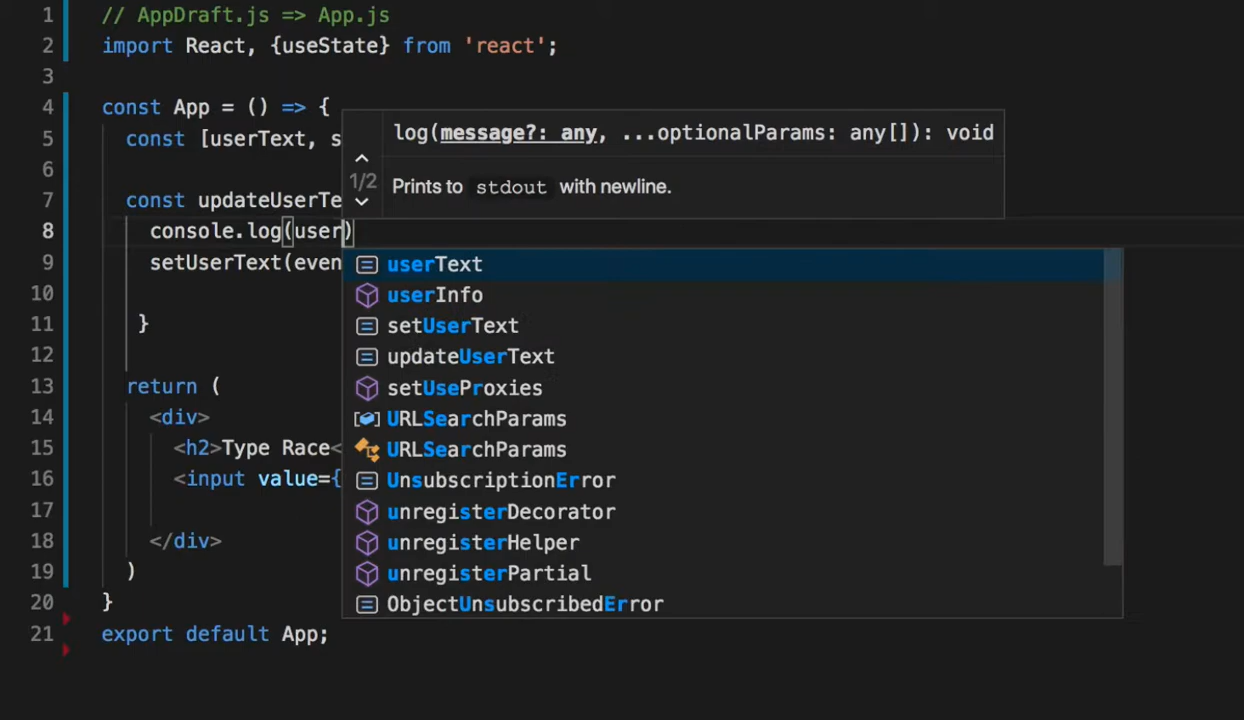 1 // AppDraft.js => App.js
2 import React, {useState} from 'react';
3
4 const App = () => {
5 const [userText, s
6
7 const updateUserTe
8 console.log(user)
9 setUserText(even
10
11 }
12
13 return (
14 <div>
15 <h2>Type Race<
16 <input value={
17
18 </div>
19 )
20 }
21 export default App;
log(message?: any, ...optionalParams: any[]): void
1/2
Prints to stdout with newline.
userText
userInfo
setUserText
updateUserText
setUseProxies
URLSearchParams
URLSearchParams
UnsubscriptionError
unregisterDecorator
unregisterHelper
unregisterPartial
ObjectUnsubscribedError